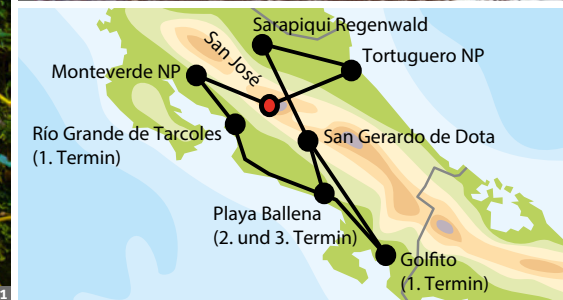 Sarapiqui Regenwald
San José
Tortuguero NP
Monteverde NP
Río Grande de Tarcoles
(1. Termin)
San Gerardo de Dota
Playa Ballena
(2. und 3. Termin)
Golfito
(1. Termin)
1